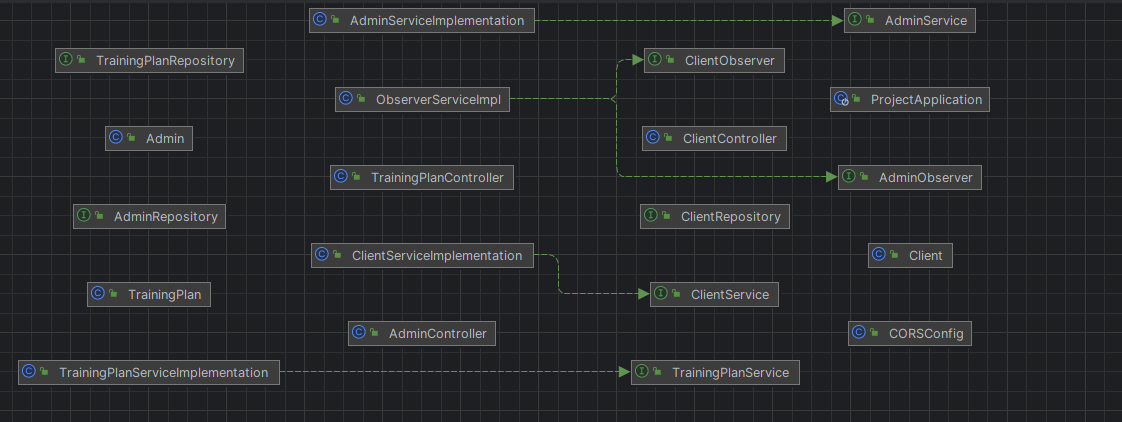 AdminServiceImplementation
AdminService
TrainingPlanRepository
ClientObserver
ObserverServiceImpl
ProjectApplication
Admin
ClientController
TrainingPlanController
AdminObserver
AdminRepository
ClientRepository
ClientServiceImplementation
Client
TrainingPlan
ClientService
AdminController
CORSConfig
TrainingPlanServiceImplementation
TrainingPlanService